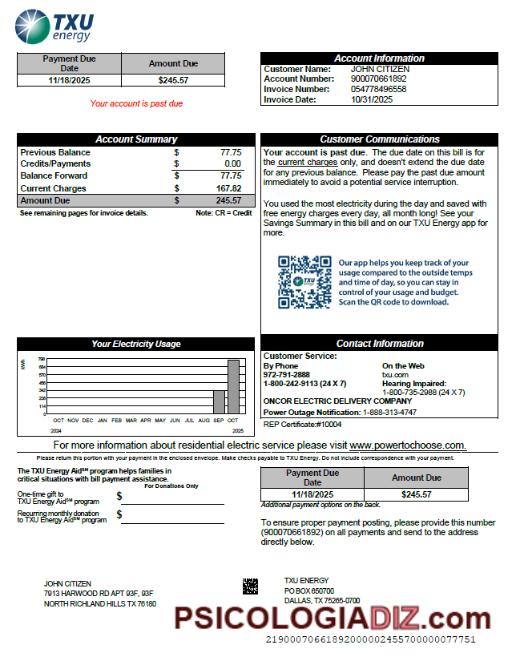 TXU
energy
Payment Due
Date
Amount Due
11/18/2025
$245.57
Your account is past due
Account Information
Customer Name: JOHN CITIZEN
Account Number: 900070661892
Invoice Number: 054778496558
Invoice Date: 10/31/2025
Account Summary
Previous Balance $ 77.75
Credits/Payments $ 0.00
Balance Forward $ 77.75
Current Charges $ 167.82
Amount Due $ 245.57
See remaining pages for invoice details. Note: CR = Credit
Customer Communications
Your account is past due. The due date on this bill is for
the current charges only, and doesn't extend the due date
for any previous balance. Please pay the past due amount
immediately to avoid a potential service interruption.
You used the most electricity during the day and saved with
free energy charges every day, all month long! See your
Savings Summary in this bill and on our TXU Energy app for
more.
TXU
Our app helps you keep track of your
usage compared to the outside temps
and time of day, so you can stay in
control of your usage and budget.
Scan the QR code to download.
Your Electricity Usage
kWh
798
684
570
456
342
228
114
0
OCT NOV DEC JAN FEB MAR APR MAY JUN JUL AUG SEP OCT
2024 2025
Contact Information
Customer Service:
By Phone
972-791-2888
1-800-242-9113 (24 X 7)
On the Web
txu.com
Hearing Impaired:
1-800-735-2988 (24 X 7)
ONCOR ELECTRIC DELIVERY COMPANY
Power Outage Notification: 1-888-313-4747
REP Certificate:#10004
For more information about residential electric service please visit www.powertochoose.com.
Please return this portion with your payment in the enclosed envelope. Make checks payable to TXU Energy. Do not include correspondence with your payment.
The TXU Energy Aid℠ program helps families in
critical situations with bill payment assistance.
For Donations Only
One-time gift to
TXU Energy Aid℠ program $
Recurring monthly donation
to TXU Energy Aid℠ program $
Payment Due
Date
Amount Due
11/18/2025
$245.57
Additional payment options on the back.
To ensure proper payment posting, please provide this number
(900070661892) on all payments and send to the address
directly below.
JOHN CITIZEN
7913 HARWOOD RD APT 93F, 93F
NORTH RICHLAND HILLS TX 76180
TXU ENERGY
PO BOX 650700
DALLAS, TX 75265-0700
PSICOLOGIADIZ.com
21900070661892000002455700000077751